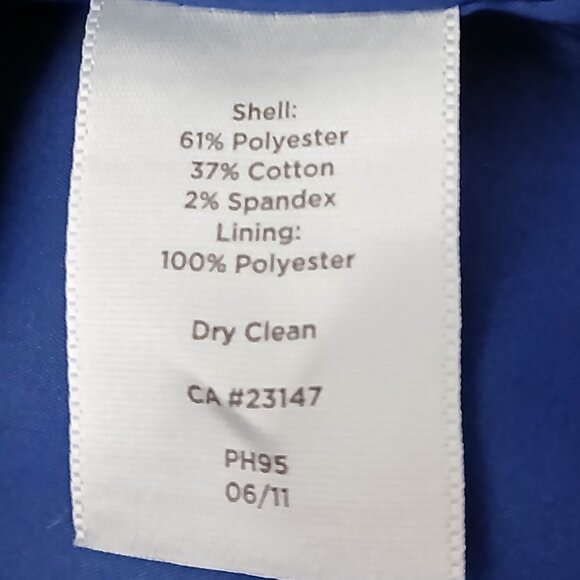 Shell:
61% Polyester
37% Cotton
2% Spandex
Lining:
100% Polyester
Dry Clean
CA #23147
PH95
06/11